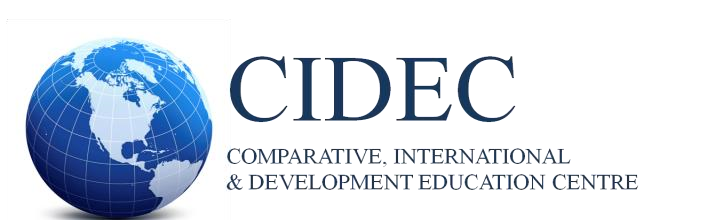 CIDEC
COMPARATIVE, INTERNATIONAL
& DEVELOPMENT EDUCATION CENTRE